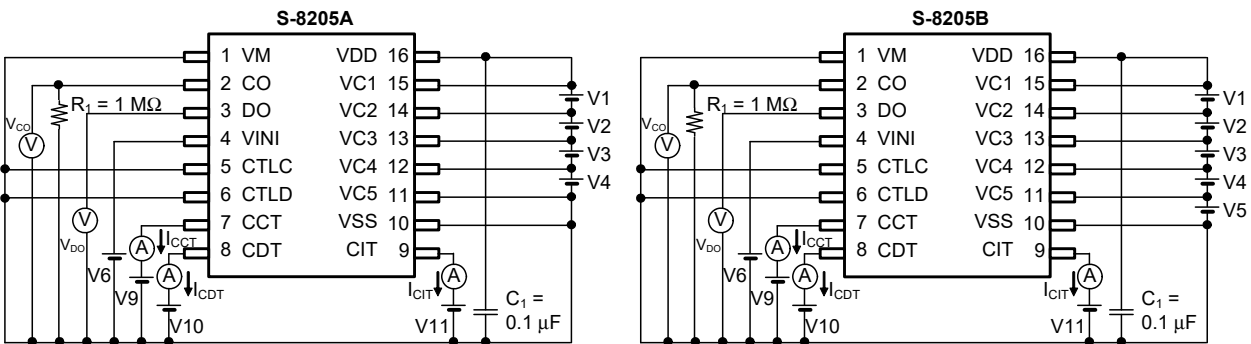 S-8205A
1 VM VDD 16
2 CO VC1 15
R1 = 1 MΩ 3 DO VC2 14 V1
VCO V 4 VINI VC3 13 V2
5 CTLC VC4 12 V3
6 CTLD VC5 11 V4
V 7 CCT VSS 10
VDO A ICCT 8 CDT CIT 9
V6 A ICDT ICIT A
V9 C1 =
V10 V11 0.1 μF
S-8205B
1 VM VDD 16
2 CO VC1 15
R1 = 1 MΩ 3 DO VC2 14 V1
VCO V 4 VINI VC3 13 V2
5 CTLC VC4 12 V3
6 CTLD VC5 11 V4
V 7 CCT VSS 10 V5
VDO A ICCT 8 CDT CIT 9
V6 A ICDT ICIT A
V9 C1 =
V10 V11 0.1 μF